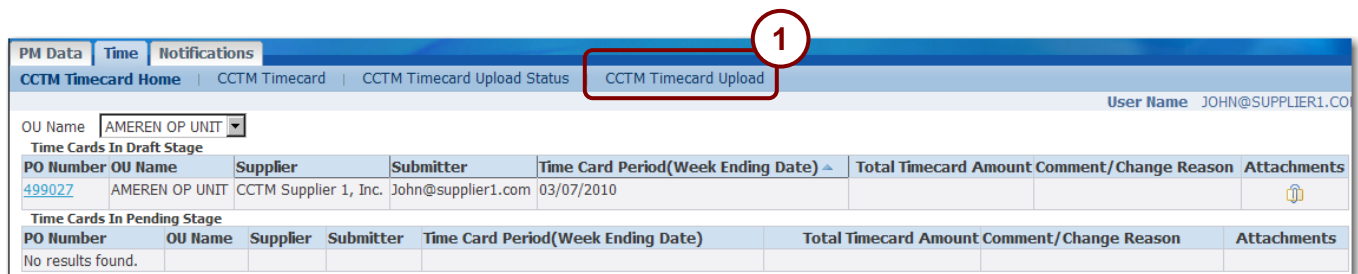 1
PM Data Time Notifications
CCTM Timecard Home | CCTM Timecard | CCTM Timecard Upload Status | CCTM Timecard Upload
User Name JOHN@SUPPLIER1.CO
OU Name AMEREN OP UNIT
Time Cards In Draft Stage
PO Number OU Name Supplier Submitter Time Card Period(Week Ending Date) Total Timecard Amount Comment/Change Reason Attachments
499027 AMEREN OP UNIT CCTM Supplier 1, Inc. John@supplier1.com 03/07/2010
Time Cards In Pending Stage
PO Number OU Name Supplier Submitter Time Card Period(Week Ending Date) Total Timecard Amount Comment/Change Reason Attachments
No results found.